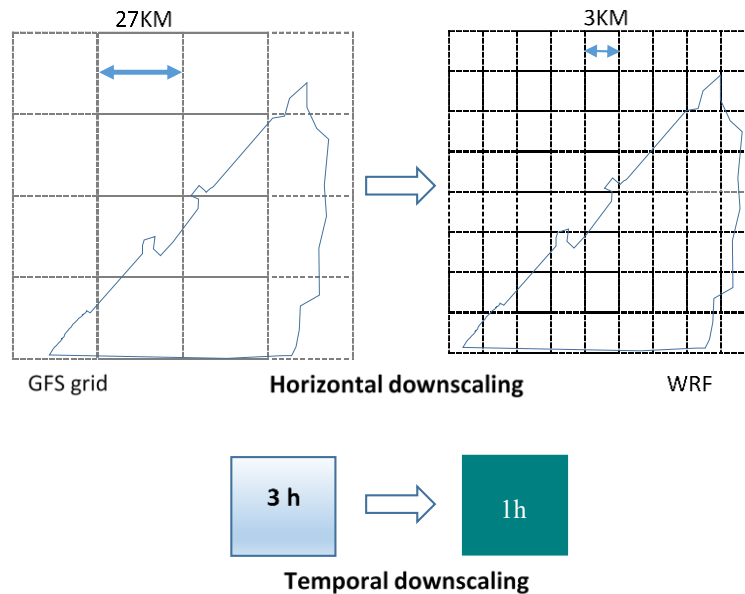 27KM
3KM
GFS grid
Horizontal downscaling
WRF
3 h
1h
Temporal downscaling